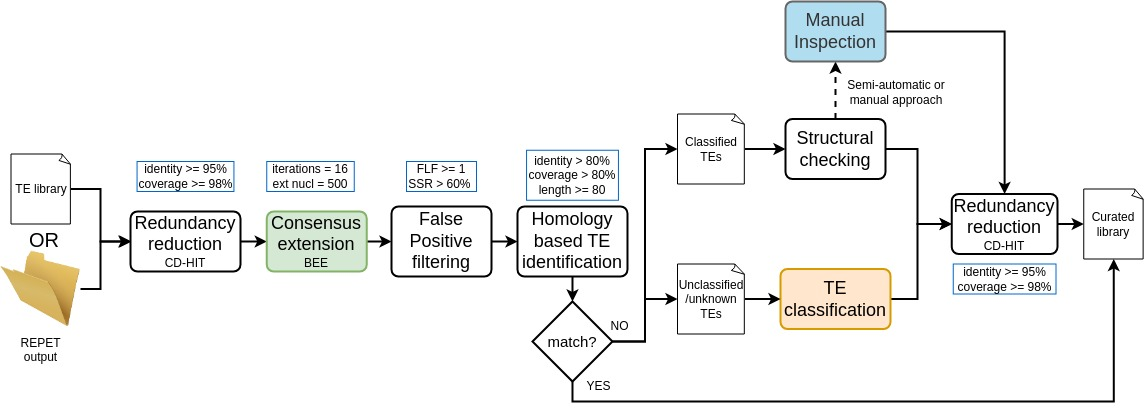 Manual
Inspection
Semi-automatic or
manual approach
Classified
TEs
Structural
checking
TE library
OR
REPET
output
identity >= 95%
coverage >= 98%
Redundancy
reduction
CD-HIT
iterations = 16
ext nucl = 500
Consensus
extension
BEE
FLF >= 1
SSR > 60%
False
Positive
filtering
identity > 80%
coverage > 80%
length >= 80
Homology
based TE
identification
match?
NO
YES
Unclassified
/unknown
TEs
TE
classification
Redundancy
reduction
CD-HIT
identity >= 95%
coverage >= 98%
Curated
library